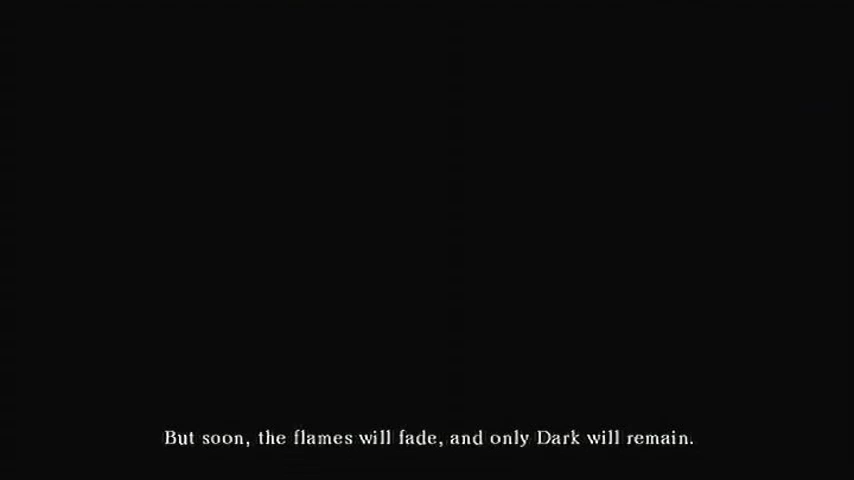 But soon, the flames will fade, and only Dark will remain.